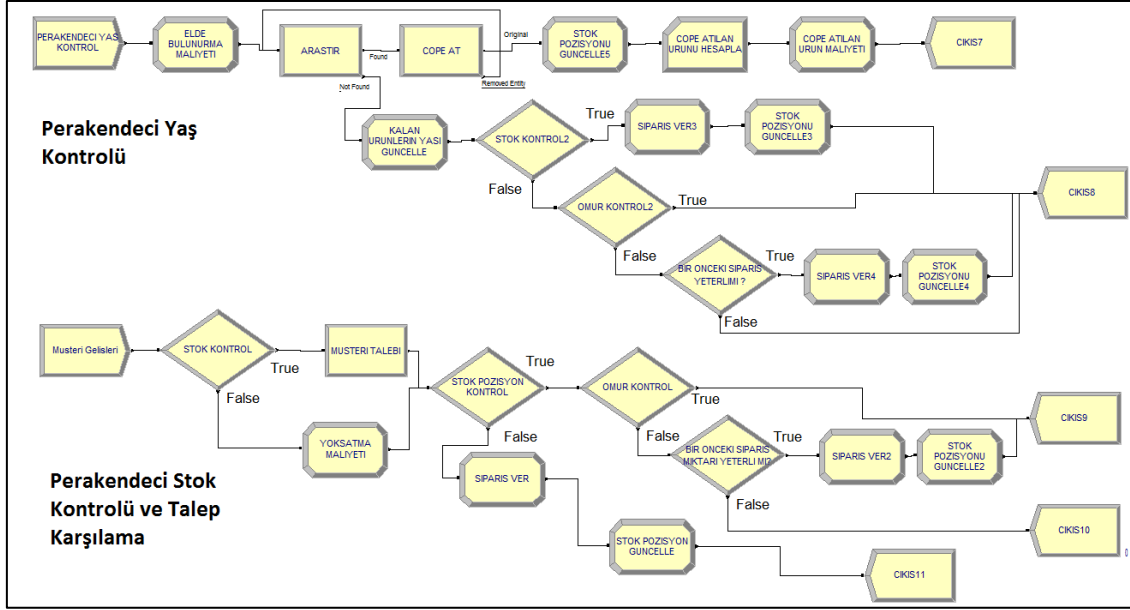 PERAKENDECI YAS
KONTROL
ELDE
BULUNURMA
MALIYETI
ARASTIR
Found
Not Found
COPE AT
Original
Removed Entity
STOK
POZISYONU
GUNCELLE5
COPE ATILAN
URUNU HESAPLA
COPE ATILAN
URUN MALIYETI
CIKIS7
Perakendeci Yaş
Kontrolü
KALAN
URUNLERIN YASI
GUNCELLE
STOK KONTROL2
True
False
SIPARIS VER3
STOK
POZISYONU
GUNCELLE3
OMUR KONTROL2
True
False
CIKIS8
BIR ONCEKI SIPARIS
YETERLIMI ?
True
False
SIPARIS VER4
STOK
POZISYONU
GUNCELLE4
Musteri Gelisleri
STOK KONTROL
True
False
MUSTERI TALEBI
YOKSATMA
MALIYETI
STOK POZISYON
KONTROL
True
False
OMUR KONTROL
True
False
BIR ONCEKI SIPARIS
MIKTARI YETERLI MI?
True
False
SIPARIS VER2
STOK
POZISYONU
GUNCELLE2
CIKIS9
Perakendeci Stok
Kontrolü ve Talep
Karşılama
SIPARIS VER
STOK POZISYON
GUNCELLE
CIKIS10
0
CIKIS11